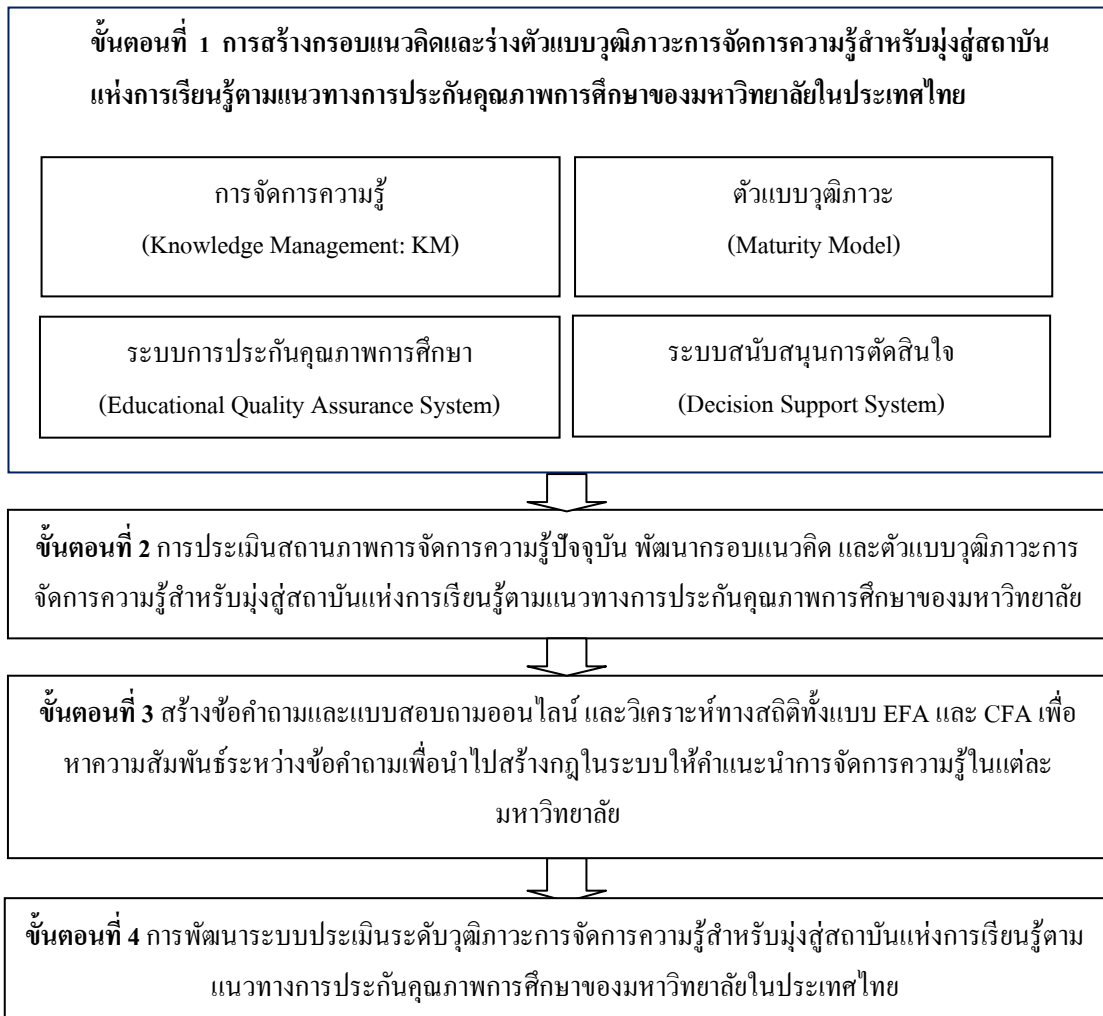 ขั้นตอนที่ 1 การสร้างกรอบแนวคิดและร่างตัวแบบวุฒิภาวะการจัดการความรู้สำหรับมุ่งสู่สถาบัน
แห่งการเรียนรู้ตามแนวทางการประกันคุณภาพการศึกษาของมหาวิทยาลัยในประเทศไทย
การจัดการความรู้
(Knowledge Management: KM)
ตัวแบบวุฒิภาวะ
(Maturity Model)
ระบบการประกันคุณภาพการศึกษา
(Educational Quality Assurance System)
ระบบสนับสนุนการตัดสินใจ
(Decision Support System)
ขั้นตอนที่ 2 การประเมินสถานภาพการจัดการความรู้ปัจจุบัน พัฒนากรอบแนวคิด และตัวแบบวุฒิภาวะการ
จัดการความรู้สำหรับมุ่งสู่สถาบันแห่งการเรียนรู้ตามแนวทางการประกันคุณภาพการศึกษาของมหาวิทยาลัย
ขั้นตอนที่ 3 สร้างข้อคำถามและแบบสอบถามออนไลน์ และวิเคราะห์ทางสถิติทั้งแบบ EFA และ CFA เพื่อ
หาความสัมพันธ์ระหว่างข้อคำถามเพื่อนำไปสร้างกฎในระบบให้คำแนะนำการจัดการความรู้ในแต่ละ
มหาวิทยาลัย
ขั้นตอนที่ 4 การพัฒนาระบบประเมินระดับวุฒิภาวะการจัดการความรู้สำหรับมุ่งสู่สถาบันแห่งการเรียนรู้ตาม
แนวทางการประกันคุณภาพการศึกษาของมหาวิทยาลัยในประเทศไทย